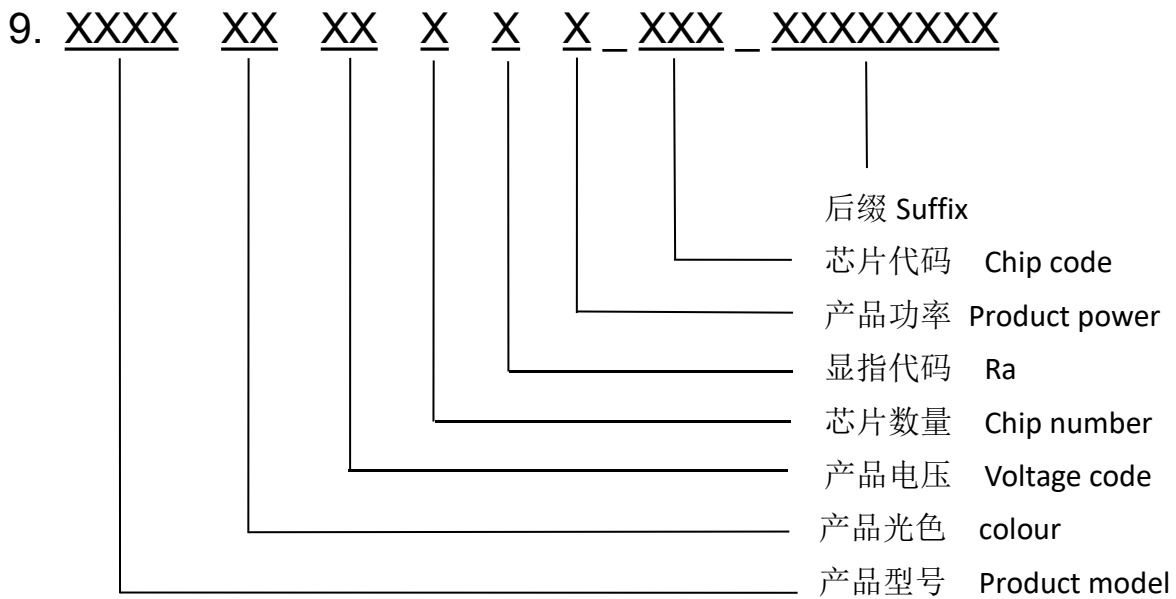 9. XXXX XX XX X X X _ XXX _ XXXXXXXX
后缀 Suffix
芯片代码 Chip code
产品功率 Product power
显指代码 Ra
芯片数量 Chip number
产品电压 Voltage code
产品光色 colour
产品型号 Product model